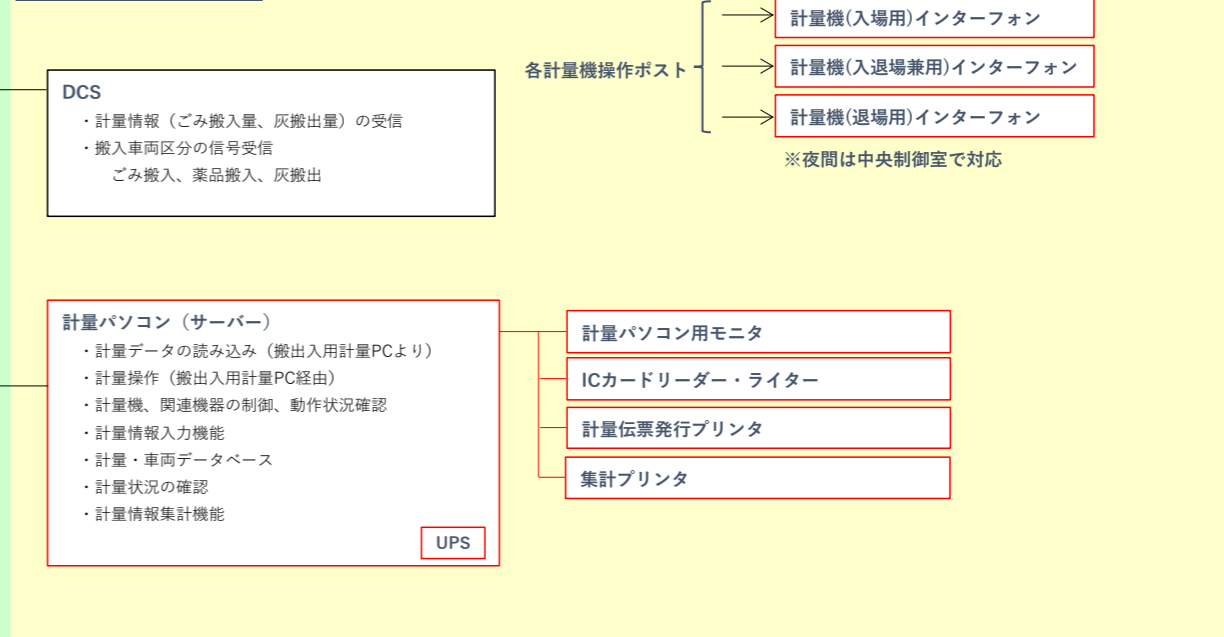 計量機(入場用)インターフォン
各計量機操作ポスト
計量機(入退場兼用)インターフォン
計量機(退場用)インターフォン
※夜間は中央制御室で対応
DCS
・計量情報（ごみ搬入量、灰搬出量）の受信
・搬入車両区分の信号受信
ごみ搬入、薬品搬入、灰搬出
計量パソコン（サーバー）
・計量データの読み込み（搬出入用計量PCより）
・計量操作（搬出入用計量PC経由）
・計量機、関連機器の制御、動作状況確認
・計量情報入力機能
・計量・車両データベース
・計量状況の確認
・計量情報集計機能
UPS
計量パソコン用モニタ
ICカードリーダー・ライター
計量伝票発行プリンタ
集計プリンタ